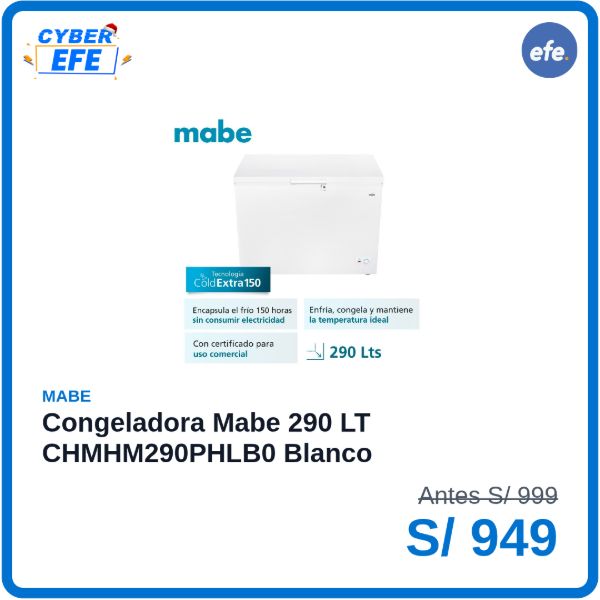 CYBER
EFE
efe.
mabe
Tecnología
ColdExtra150
Encapsula el frío 150 horas
sin consumir electricidad
Enfría, congela y mantiene
la temperatura ideal
Con certificado para
uso comercial
290 Lts
MABE
Congeladora Mabe 290 LT
CHMHM290PHLB0 Blanco
Antes S/ 999
S/ 949